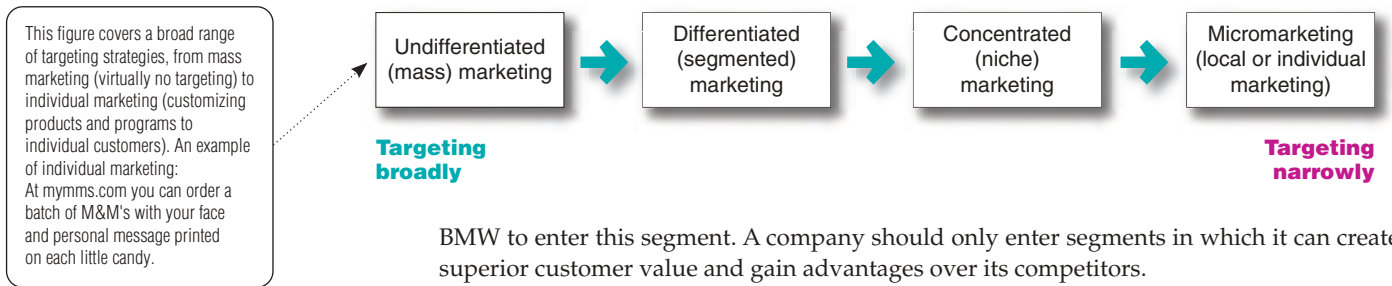 This figure covers a broad range
of targeting strategies, from mass
marketing (virtually no targeting) to
individual marketing (customizing
products and programs to
individual customers). An example
of individual marketing:
At mymms.com you can order a
batch of M&M's with your face
and personal message printed
on each little candy.
Undifferentiated
(mass) marketing
Differentiated
(segmented)
marketing
Concentrated
(niche)
marketing
Micromarketing
(local or individual
marketing)
Targeting
broadly
Targeting
narrowly
BMW to enter this segment. A company should only enter segments in which it can create
superior customer value and gain advantages over its competitors.